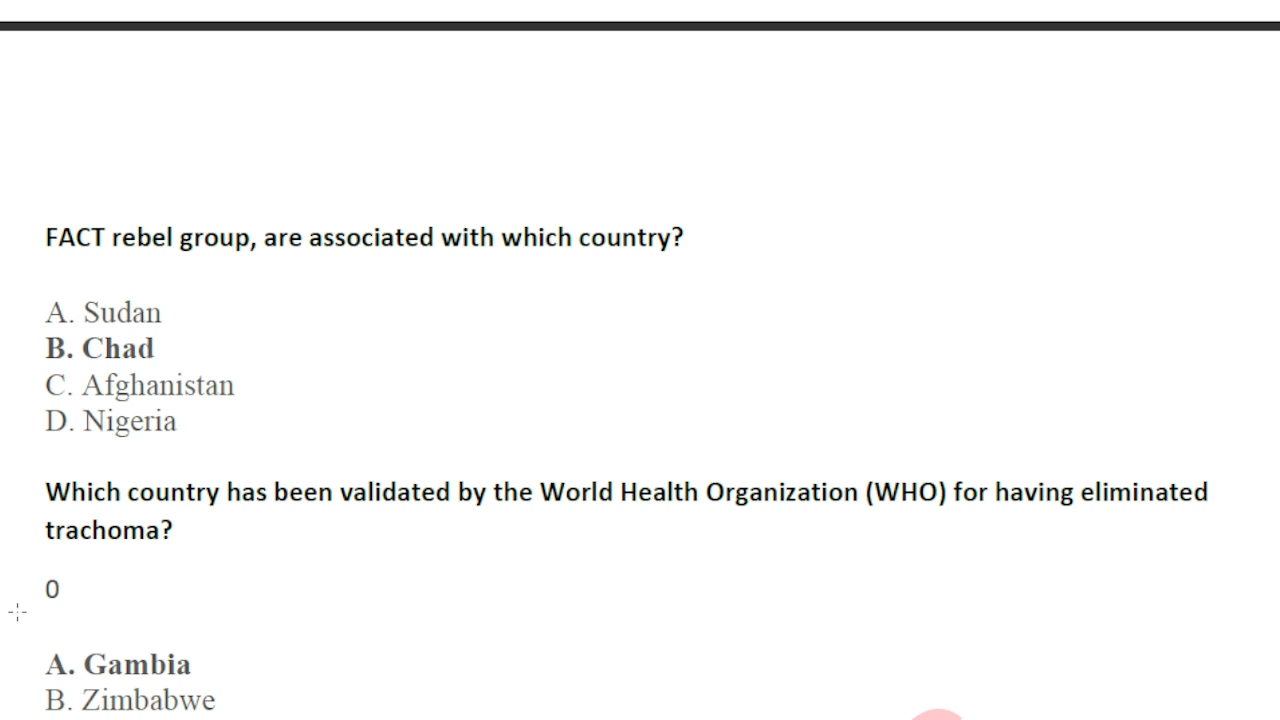 FACT rebel group, are associated with which country?
A. Sudan
B. Chad
C. Afghanistan
D. Nigeria
Which country has been validated by the World Health Organization (WHO) for having eliminated
trachoma?
0
A. Gambia
B. Zimbabwe